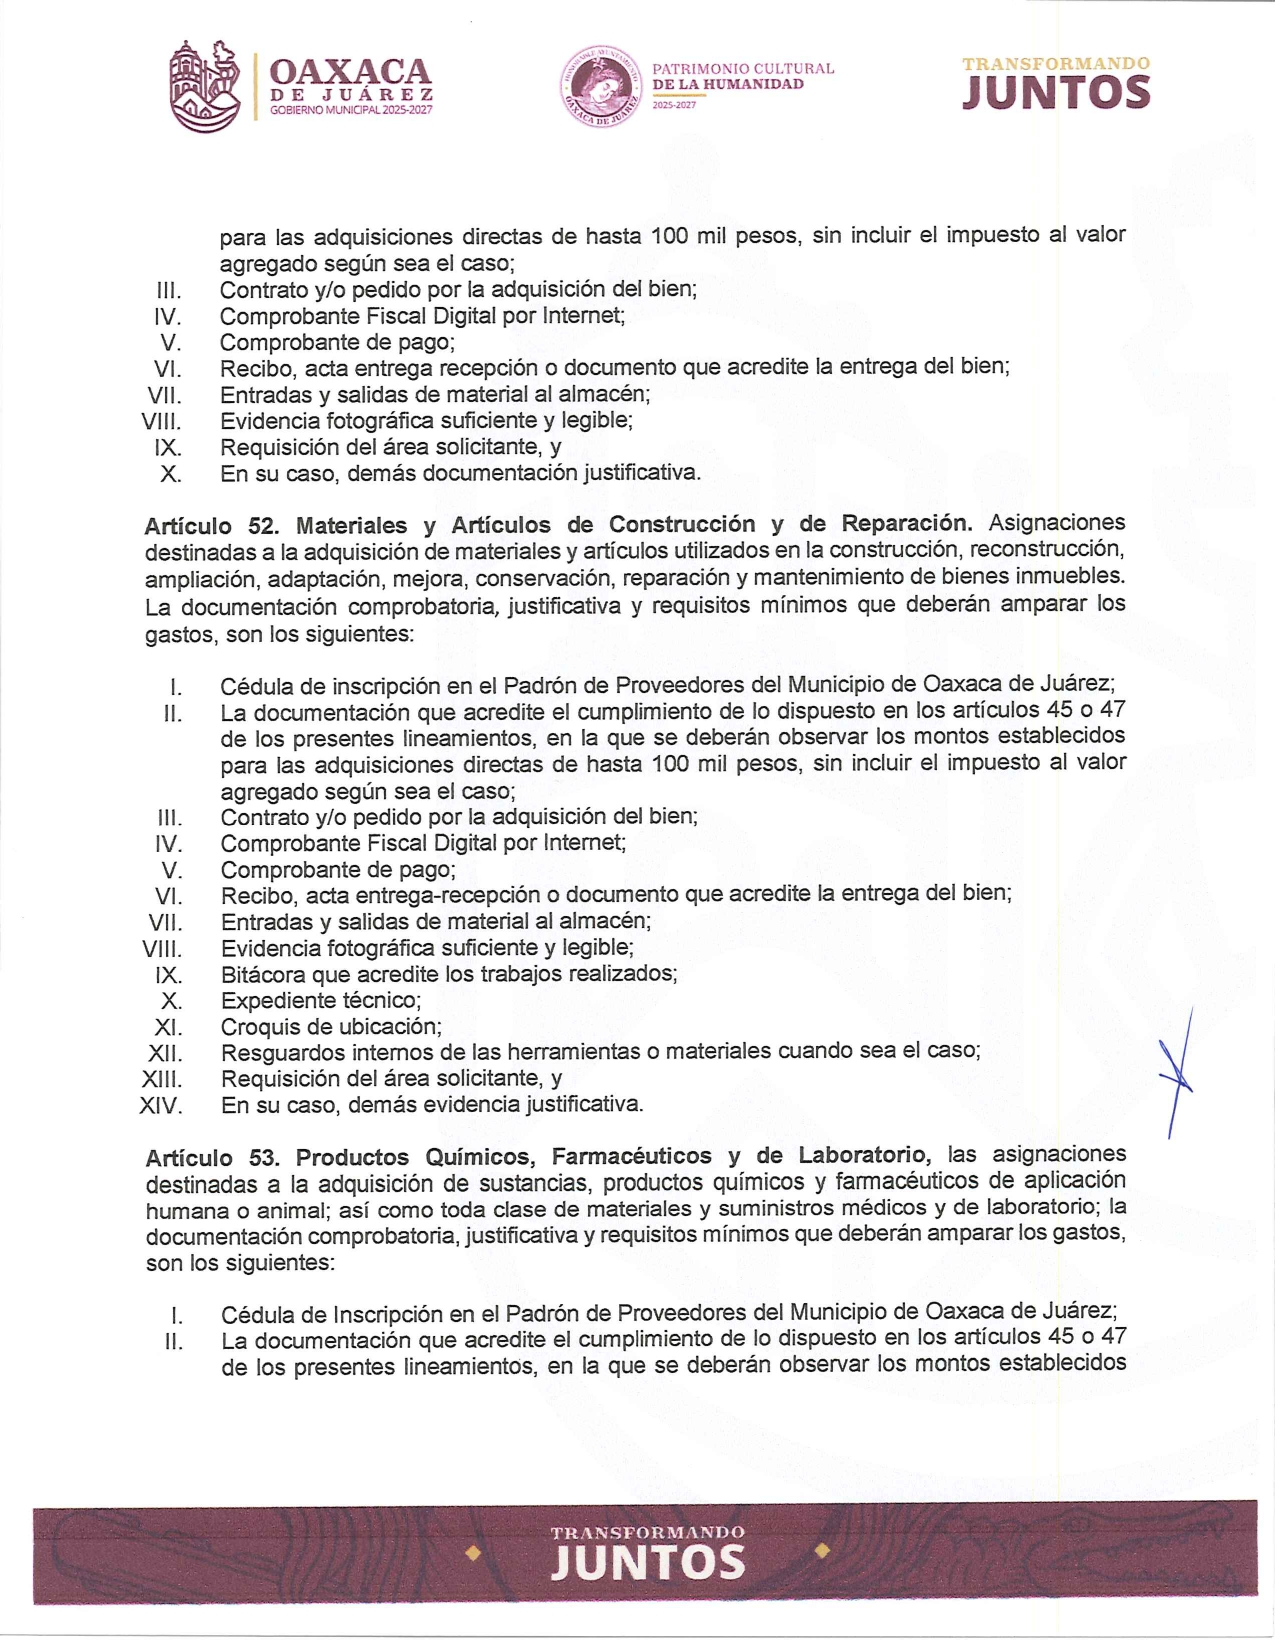 OAXACA
DE JUÁREZ
GOBIERNO MUNICIPAL 2025-2027
HONORABLE AYUNTAMIENTO
OAXACA DE JUÁREZ
PATRIMONIO CULTURAL
DE LA HUMANIDAD
2025-2027
TRANSFORMANDO
JUNTOS
para las adquisiciones directas de hasta 100 mil pesos, sin incluir el impuesto al valor
agregado según sea el caso;
III. Contrato y/o pedido por la adquisición del bien;
IV. Comprobante Fiscal Digital por Internet;
V. Comprobante de pago;
VI. Recibo, acta entrega recepción o documento que acredite la entrega del bien;
VII. Entradas y salidas de material al almacén;
VIII. Evidencia fotográfica suficiente y legible;
IX. Requisición del área solicitante, y
X. En su caso, demás documentación justificativa.
Artículo 52. Materiales y Artículos de Construcción y de Reparación. Asignaciones
destinadas a la adquisición de materiales y artículos utilizados en la construcción, reconstrucción,
ampliación, adaptación, mejora, conservación, reparación y mantenimiento de bienes inmuebles.
La documentación comprobatoria, justificativa y requisitos mínimos que deberán amparar los
gastos, son los siguientes:
I. Cédula de inscripción en el Padrón de Proveedores del Municipio de Oaxaca de Juárez;
II. La documentación que acredite el cumplimiento de lo dispuesto en los artículos 45 o 47
de los presentes lineamientos, en la que se deberán observar los montos establecidos
para las adquisiciones directas de hasta 100 mil pesos, sin incluir el impuesto al valor
agregado según sea el caso;
III. Contrato y/o pedido por la adquisición del bien;
IV. Comprobante Fiscal Digital por Internet;
V. Comprobante de pago;
VI. Recibo, acta entrega-recepción o documento que acredite la entrega del bien;
VII. Entradas y salidas de material al almacén;
VIII. Evidencia fotográfica suficiente y legible;
IX. Bitácora que acredite los trabajos realizados;
X. Expediente técnico;
XI. Croquis de ubicación;
XII. Resguardos internos de las herramientas o materiales cuando sea el caso;
XIII. Requisición del área solicitante, y
XIV. En su caso, demás evidencia justificativa.
Artículo 53. Productos Químicos, Farmacéuticos y de Laboratorio, las asignaciones
destinadas a la adquisición de sustancias, productos químicos y farmacéuticos de aplicación
humana o animal; así como toda clase de materiales y suministros médicos y de laboratorio; la
documentación comprobatoria, justificativa y requisitos mínimos que deberán amparar los gastos,
son los siguientes:
I. Cédula de Inscripción en el Padrón de Proveedores del Municipio de Oaxaca de Juárez;
II. La documentación que acredite el cumplimiento de lo dispuesto en los artículos 45 o 47
de los presentes lineamientos, en la que se deberán observar los montos establecidos
TRANSFORMANDO
JUNTOS